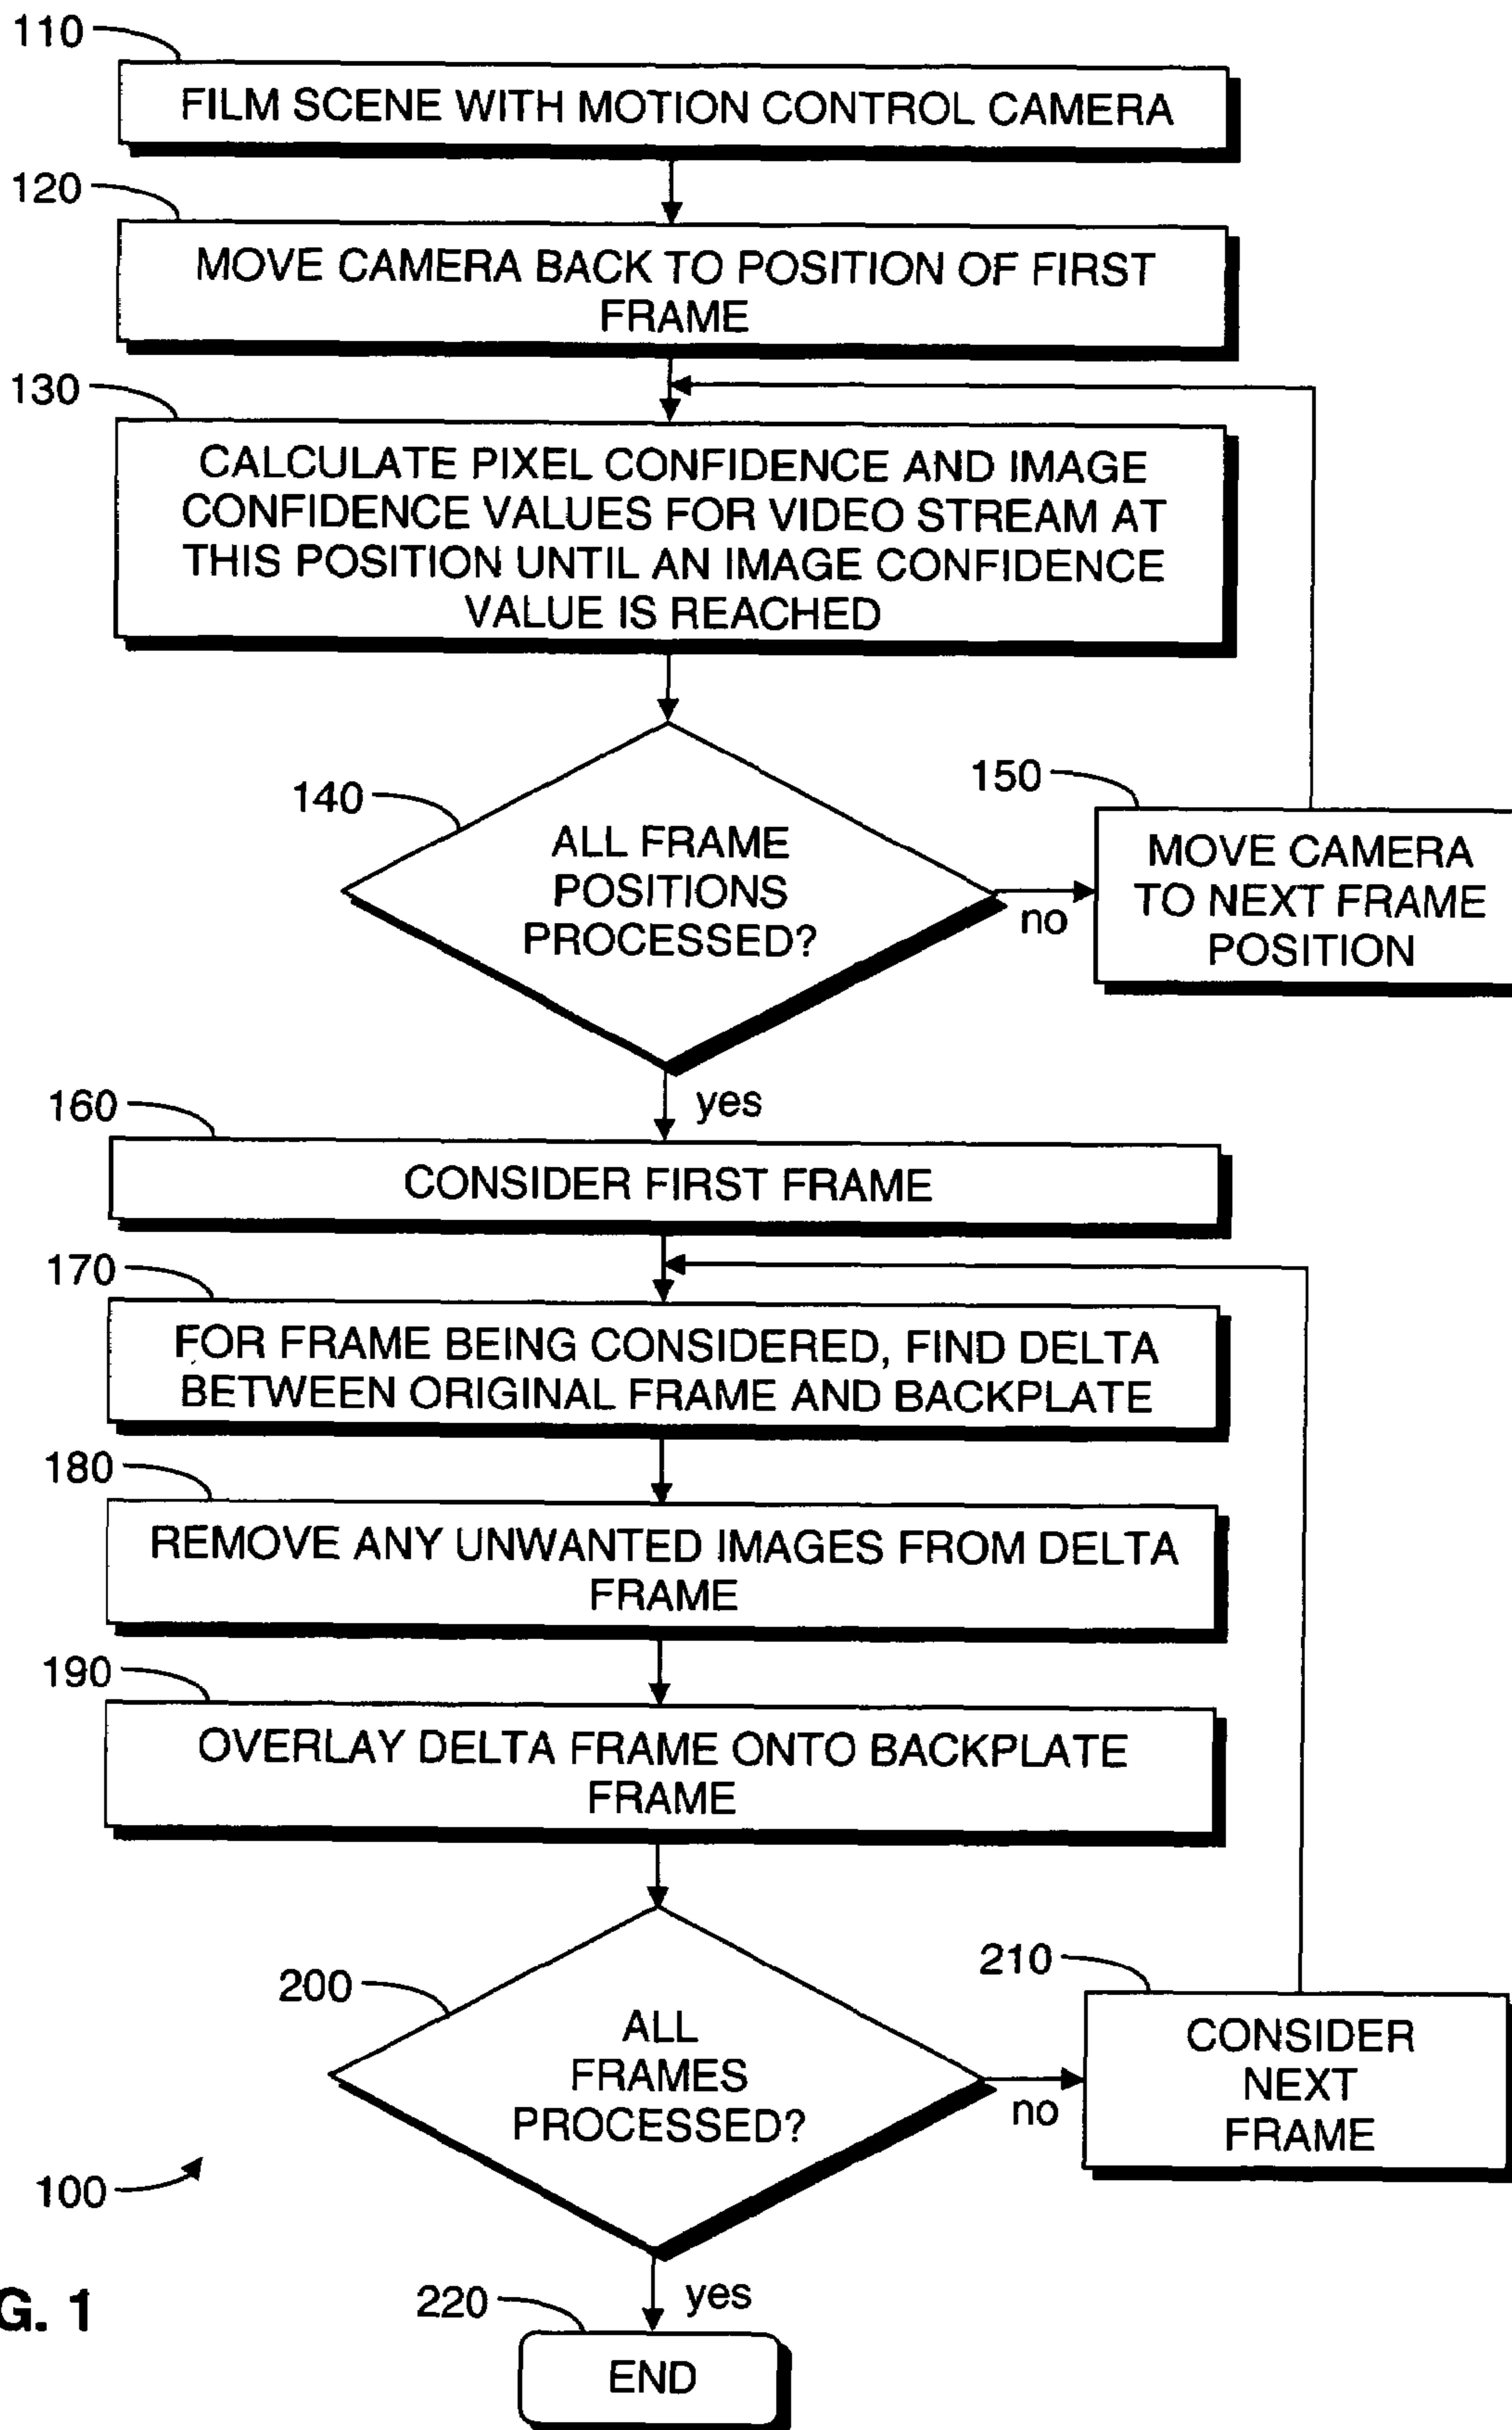 110
FILM SCENE WITH MOTION CONTROL CAMERA
120
MOVE CAMERA BACK TO POSITION OF FIRST
FRAME
130
CALCULATE PIXEL CONFIDENCE AND IMAGE
CONFIDENCE VALUES FOR VIDEO STREAM AT
THIS POSITION UNTIL AN IMAGE CONFIDENCE
VALUE IS REACHED
140
ALL FRAME
POSITIONS
PROCESSED?
no
150
MOVE CAMERA
TO NEXT FRAME
POSITION
yes
160
CONSIDER FIRST FRAME
170
FOR FRAME BEING CONSIDERED, FIND DELTA
BETWEEN ORIGINAL FRAME AND BACKPLATE
180
REMOVE ANY UNWANTED IMAGES FROM DELTA
FRAME
190
OVERLAY DELTA FRAME ONTO BACKPLATE
FRAME
200
ALL
FRAMES
PROCESSED?
no
210
CONSIDER
NEXT
FRAME
100
yes
220
END
G. 1